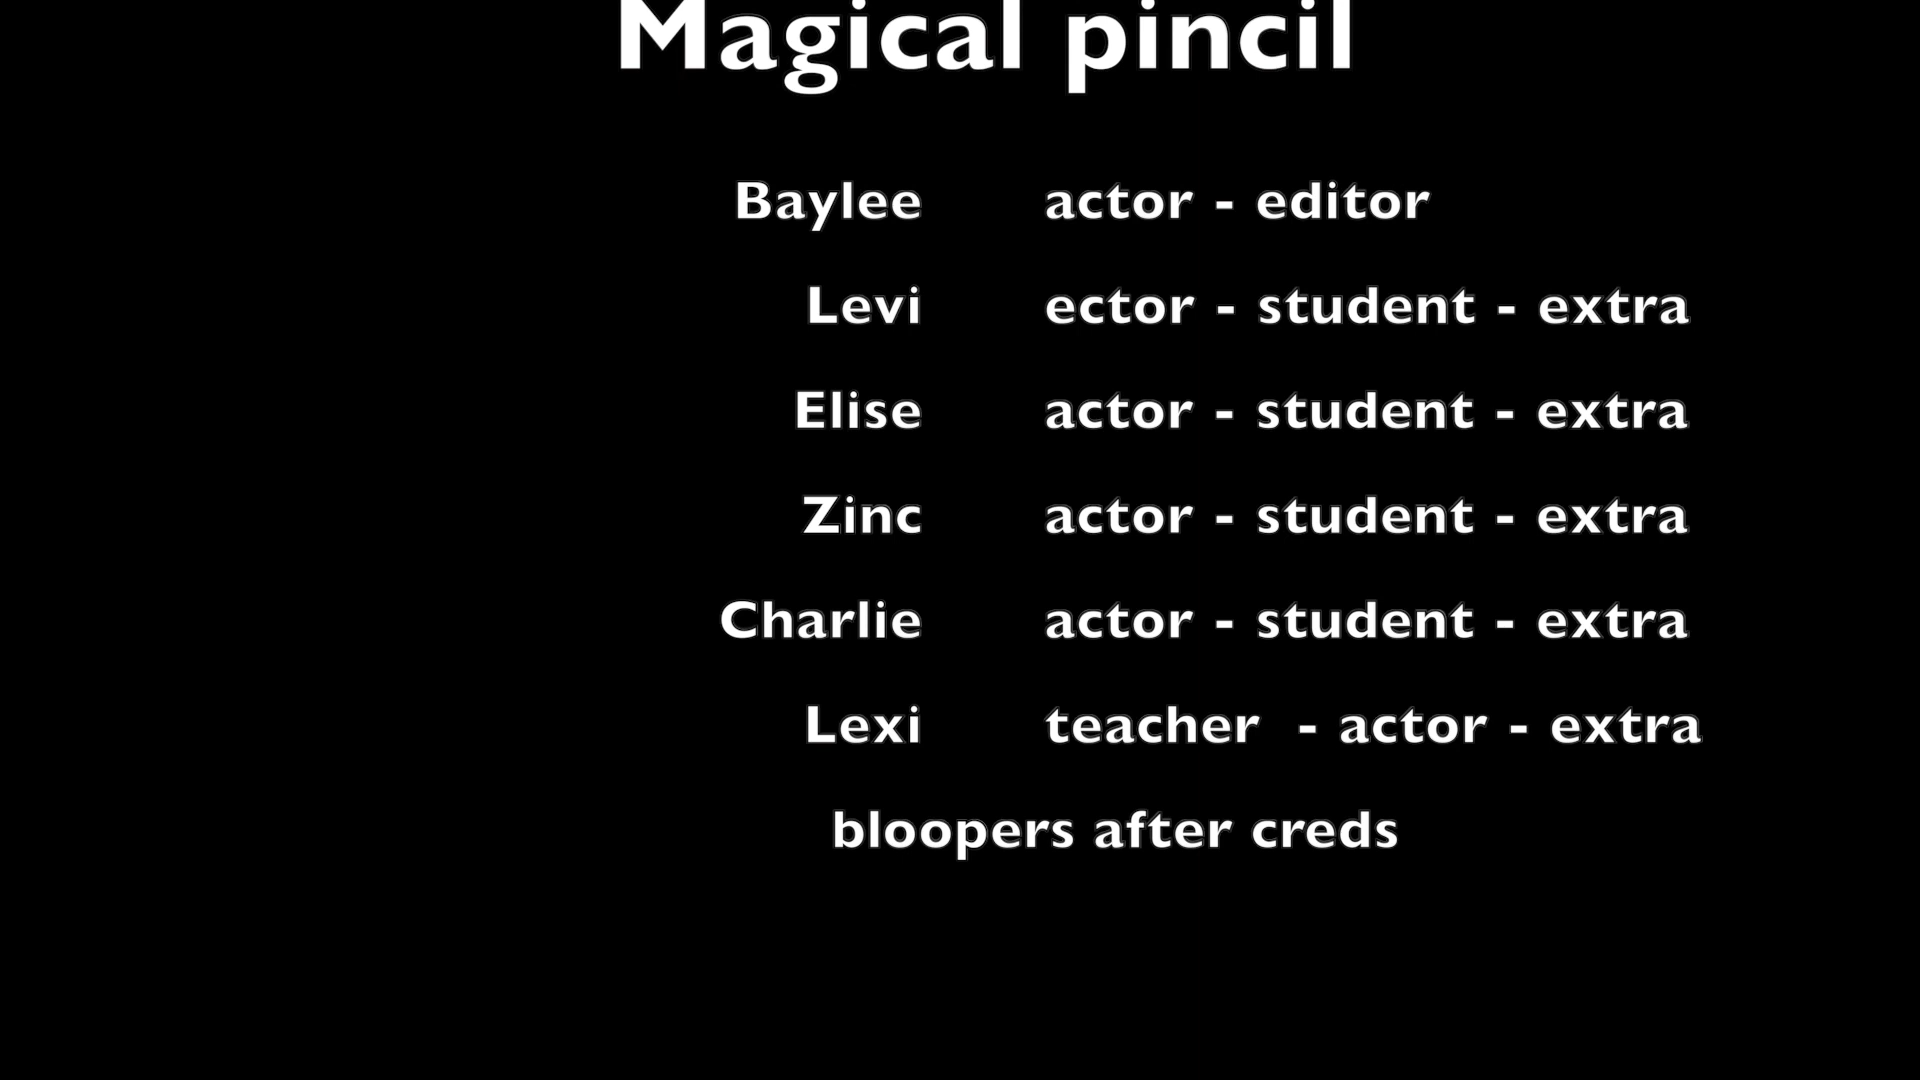 Magical pincil
Baylee actor - editor
Levi ector - student - extra
Elise actor - student - extra
Zinc actor - student - extra
Charlie actor - student - extra
Lexi teacher - actor - extra
bloopers after creds